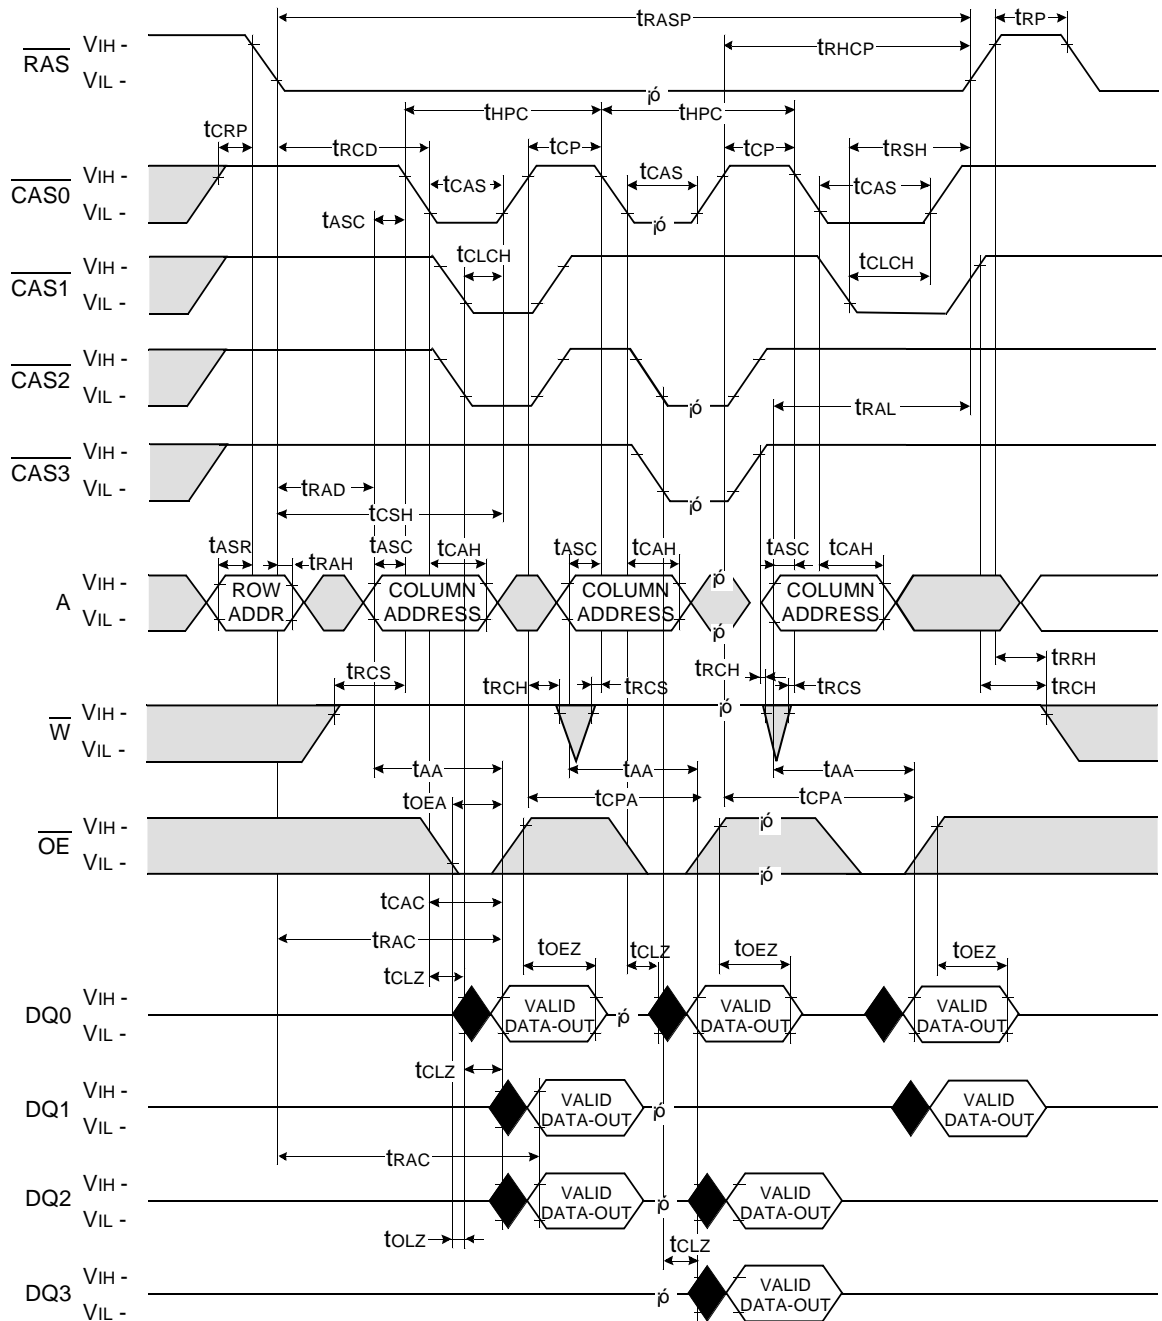 tRASP tRP
VIH -
RAS
tRHCP
VIL -
¡ó
tHPC tHPC
tCRP
tRCD tCP tCP tRSH
VIH -
CAS0
tCAS tCAS tCAS
VIL -
¡ó
tASC
tCLCH tCLCH
VIH -
CAS1
VIL -
VIH -
CAS2
VIL -
¡ó
tRAL
VIH -
CAS3
VIL -
¡ó
tRAD
tCSH
tASR tRAH tASC tCAH tASC tCAH tASC tCAH
VIH -
A
VIL -
ROW ADDR
COLUMN ADDRESS
COLUMN ADDRESS
¡ó
¡ó
COLUMN ADDRESS
tRRH
tRCS tRCH tRCS tRCH tRCS tRCH
VIH -
W
VIL -
¡ó
tAA tAA tAA
tOEA tCPA tCPA
VIH -
OE
VIL -
¡ó
¡ó
tCAC
tRAC
tOEZ tCLZ tOEZ tOEZ
tCLZ
VIH -
DQ0
VIL -
VALID DATA-OUT
¡ó
VALID DATA-OUT
VALID DATA-OUT
tCLZ
VIH -
DQ1
VIL -
VALID DATA-OUT
¡ó
VALID DATA-OUT
tRAC
VIH -
DQ2
VIL -
VALID DATA-OUT
¡ó
VALID DATA-OUT
tOLZ tCLZ
VIH -
DQ3
VIL -
¡ó
VALID DATA-OUT